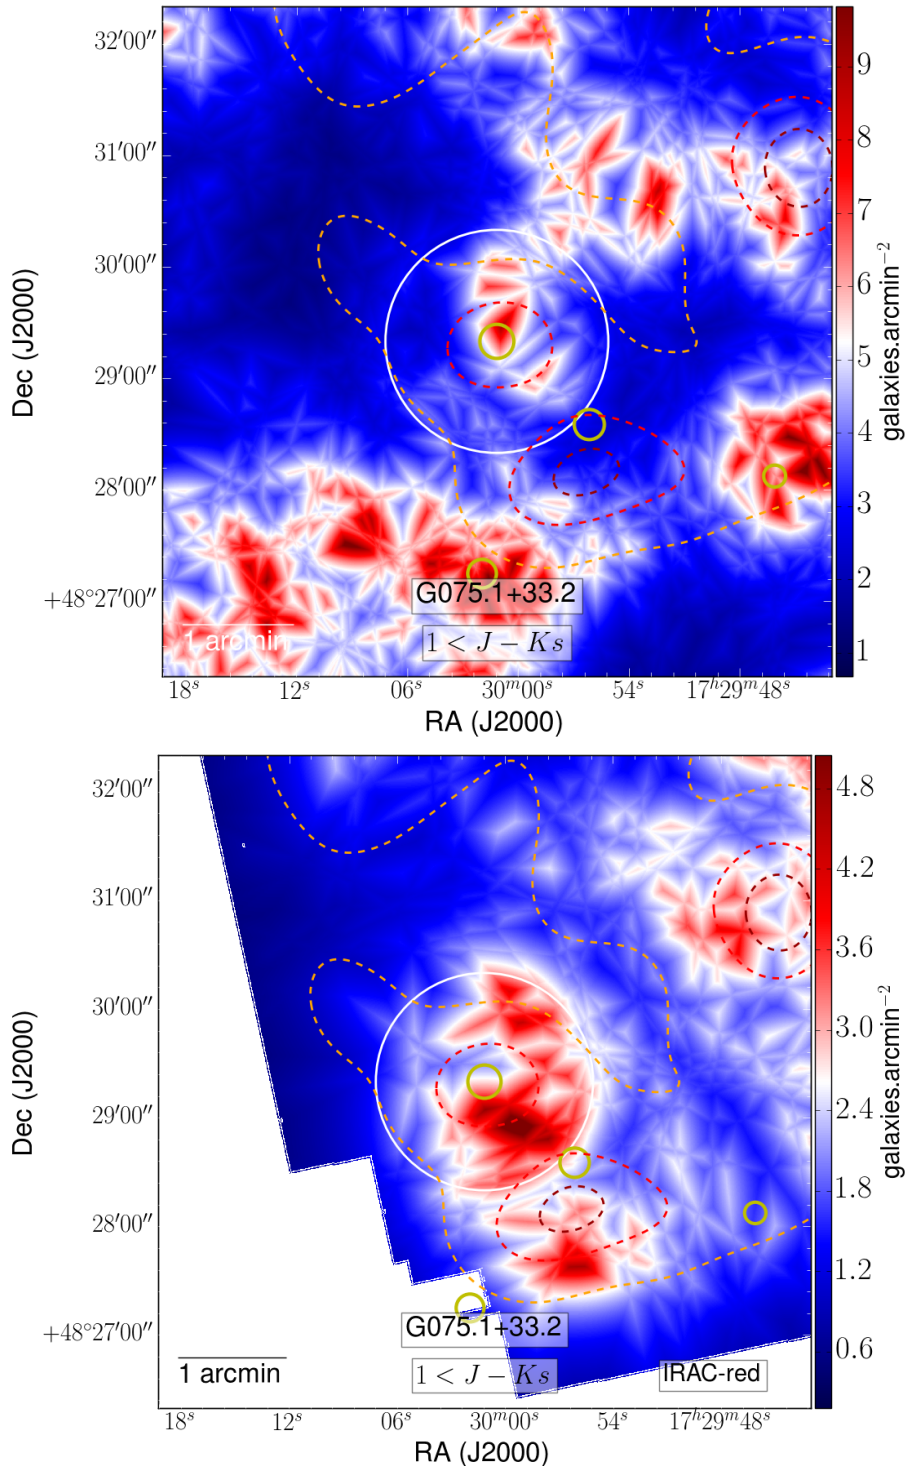 32′00″
31′00″
30′00″
29′00″
28′00″
+48°27′00″
Dec (J2000)
G075.1+33.2
1 < J − Ks
1 arcmin
18ˢ 12ˢ 06ˢ 30ᵐ00ˢ 54ˢ 17ʰ29ᵐ48ˢ
RA (J2000)
9
8
7
6
5
4
3
2
1
galaxies.arcmin⁻²
32′00″
31′00″
30′00″
29′00″
28′00″
+48°27′00″
Dec (J2000)
G075.1+33.2
1 < J − Ks
1 arcmin
IRAC-red
18ˢ 12ˢ 06ˢ 30ᵐ00ˢ 54ˢ 17ʰ29ᵐ48ˢ
RA (J2000)
4.8
4.2
3.6
3.0
2.4
1.8
1.2
0.6
galaxies.arcmin⁻²